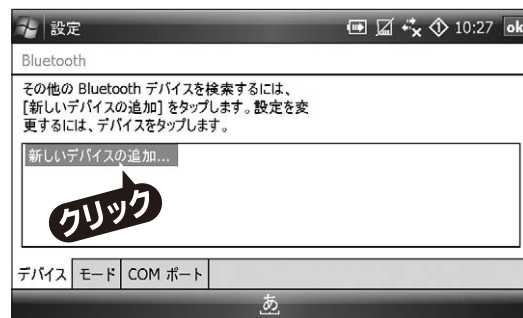 設定 10:27 ok
Bluetooth
その他の Bluetooth デバイスを検索するには、
[新しいデバイスの追加] をタップします。設定を変
更するには、デバイスをタップします。
新しいデバイスの追加...
クリック
デバイス モード COM ポート
あ